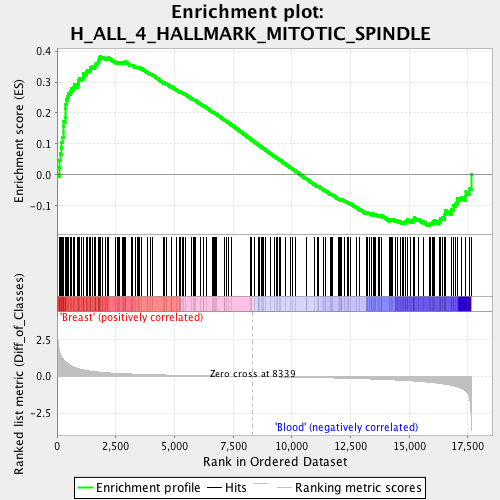 Enrichment plot:
H_ALL_4_HALLMARK_MITOTIC_SPINDLE
Enrichment score (ES)
0.4
0.3
0.2
0.1
0.0
-0.1
Ranked list metric (Diff_of_Classes)
'Breast' (positively correlated)
2.5
0.0
-2.5
Zero cross at 8339
'Blood' (negatively correlated)
0
2,500
5,000
7,500
10,000
12,500
15,000
17,500
Rank in Ordered Dataset
Enrichment profile
Hits
Ranking metric scores